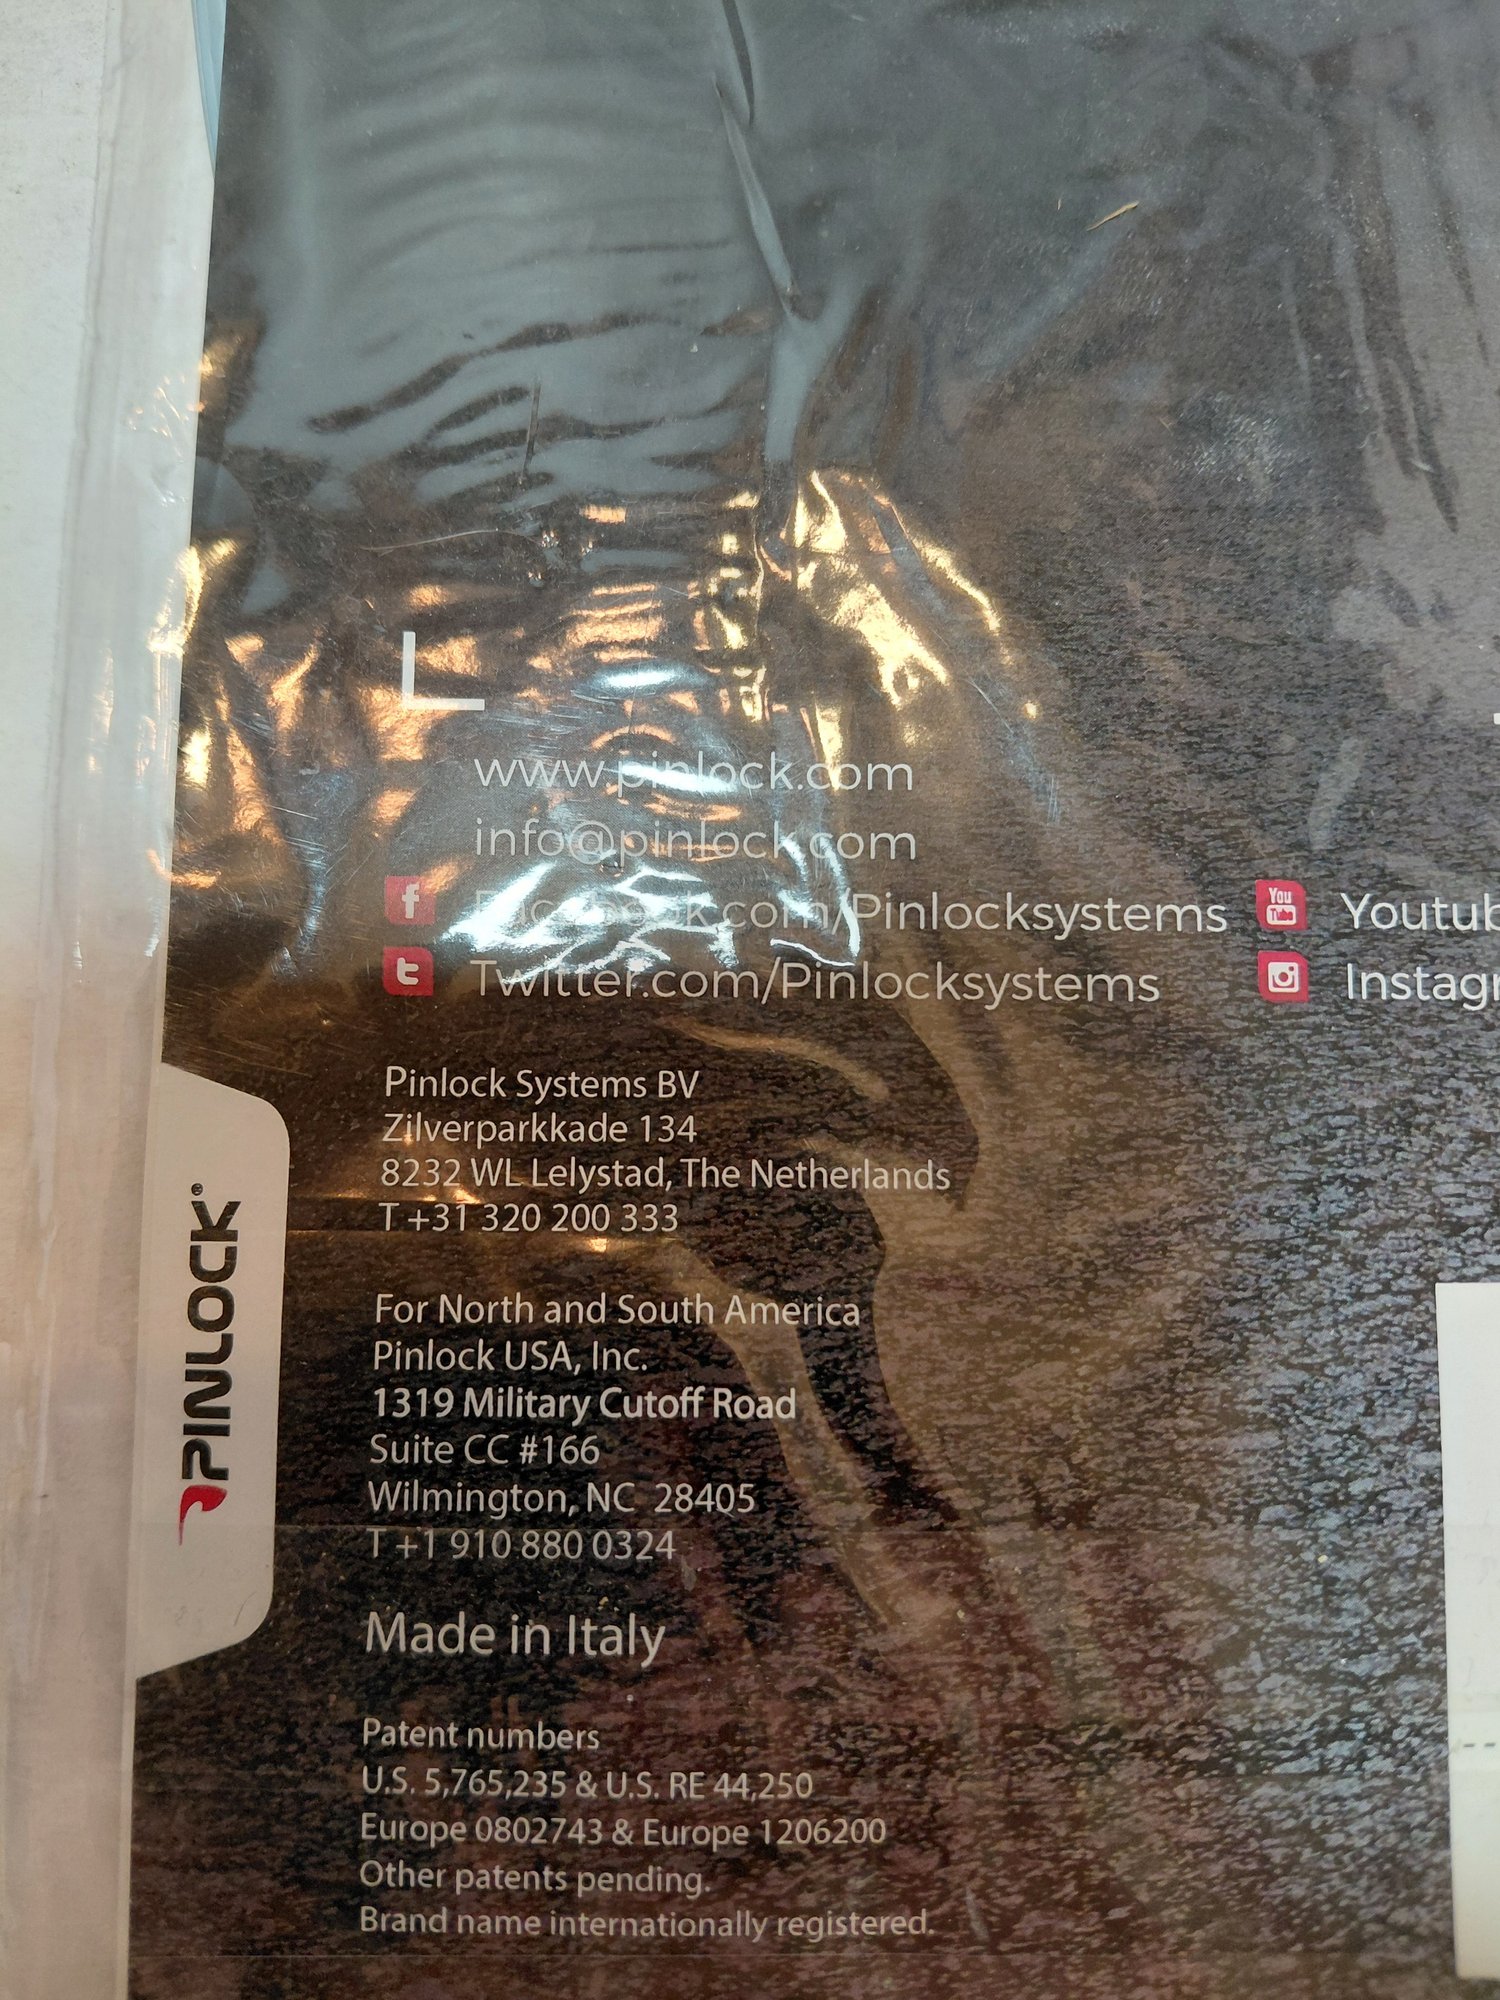 www.pinlock.com
info@pinlock.com
Facebook.com/Pinlocksystems
You Tube
Twitter.com/Pinlocksystems
Pinlock Systems BV
Zilverparkkade 134
8232 WL Lelystad, The Netherlands
T +31 320 200 333
PINLOCK®
For North and South America
Pinlock USA, Inc.
1319 Military Cutoff Road
Suite CC #166
Wilmington, NC 28405
T +1 910 880 0324
Made in Italy
Patent numbers
U.S. 5,765,235 & U.S. RE 44,250
Europe 0802743 & Europe 1206200
Other patents pending.
Brand name internationally registered.